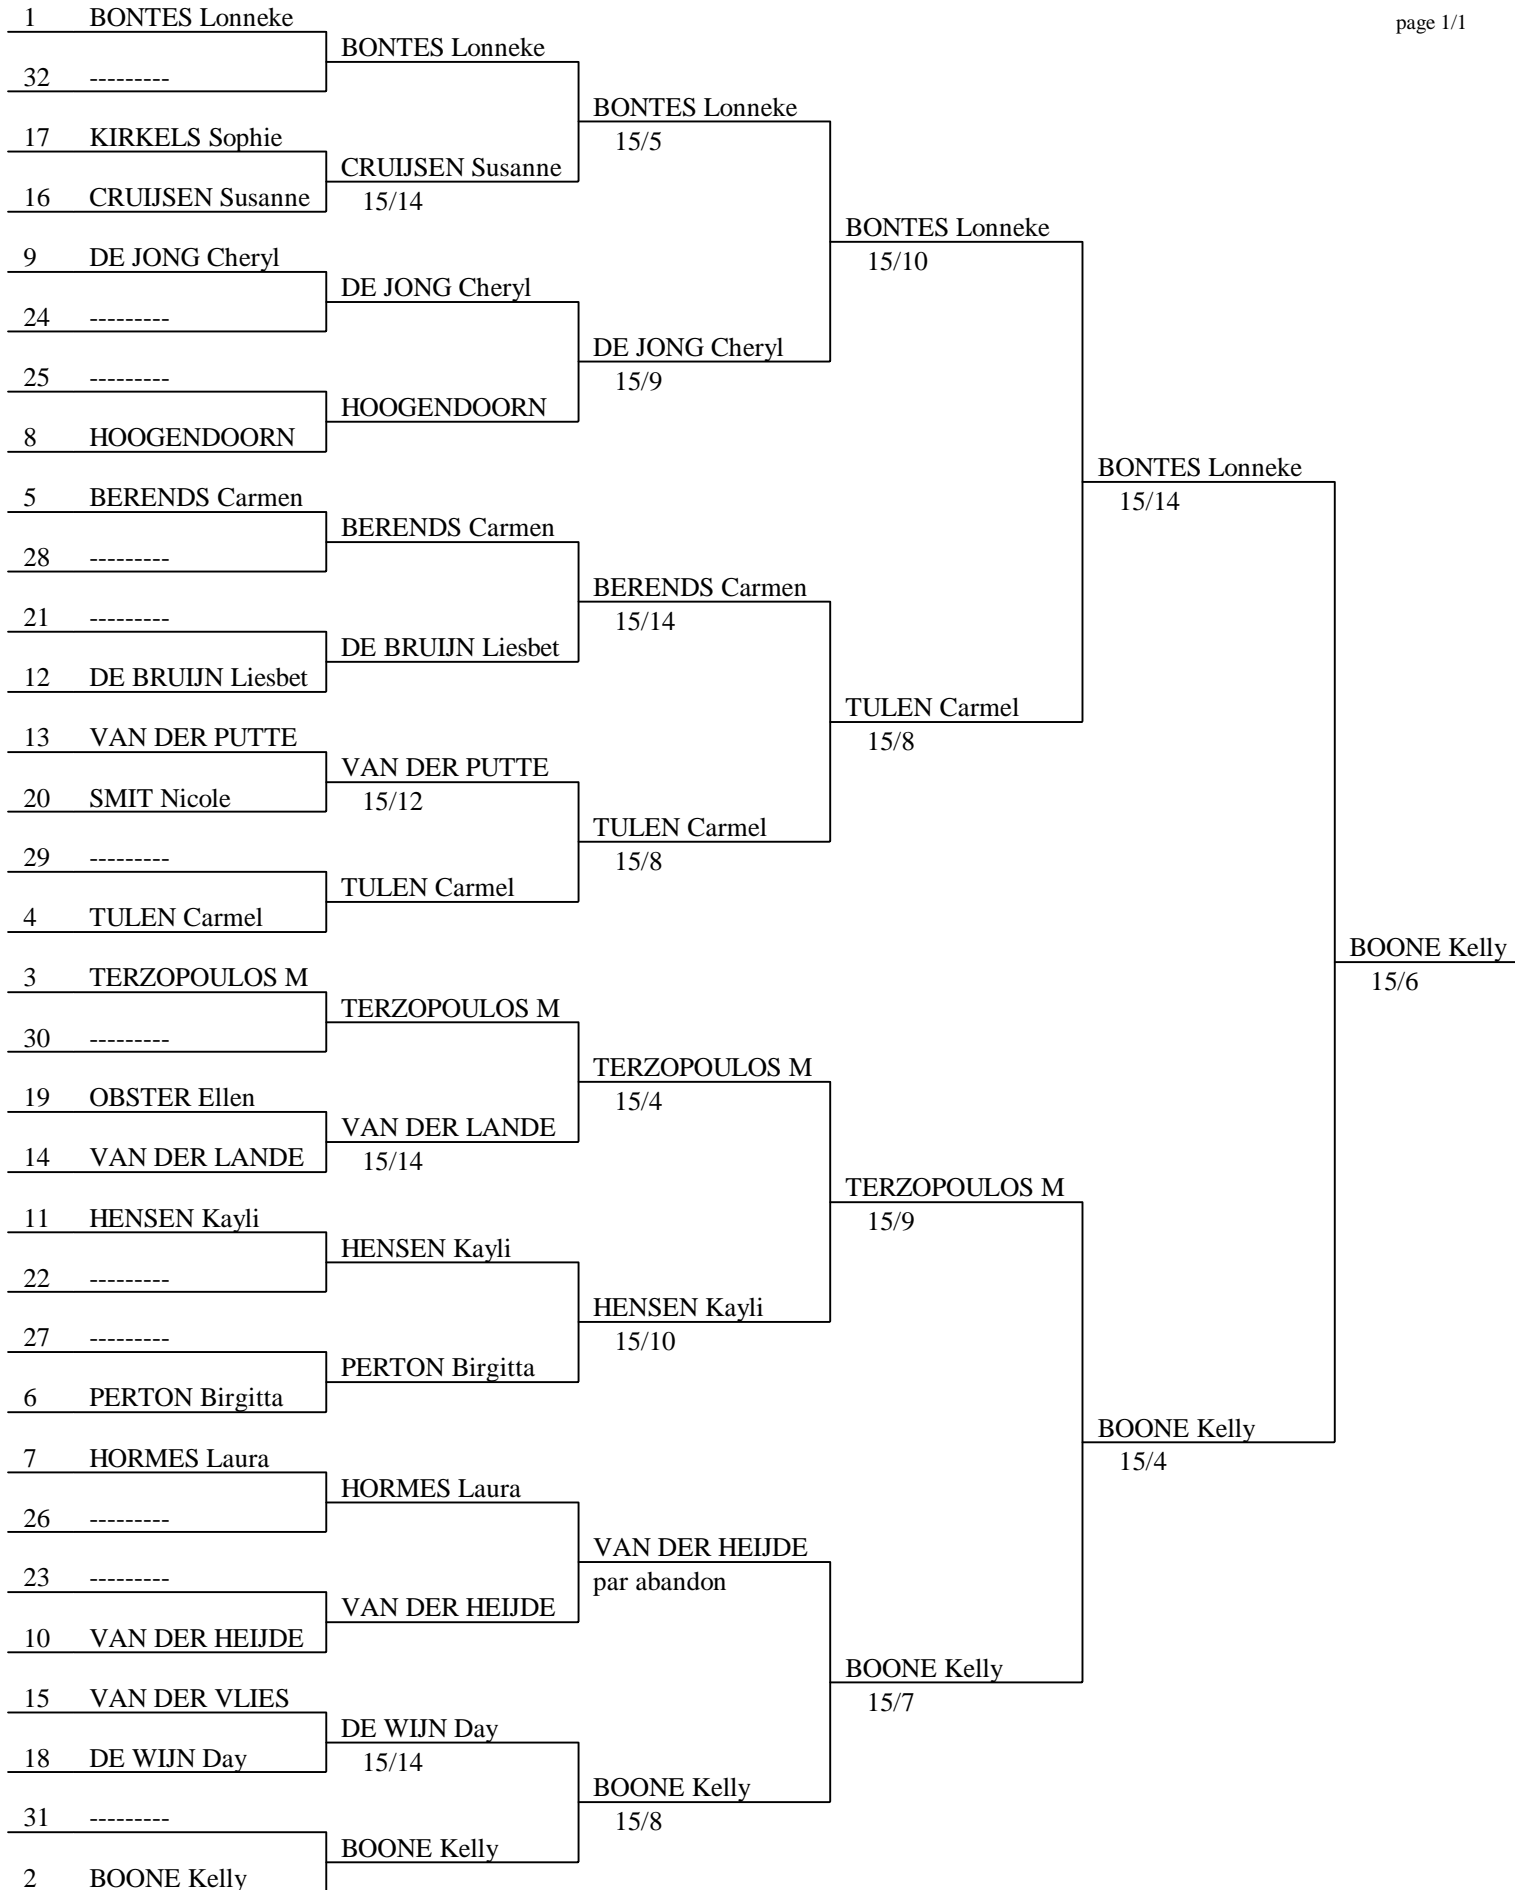 page 1/1
1 BONTES Lonneke
32 ---------
17 KIRKELS Sophie
16 CRUIJSEN Susanne
9 DE JONG Cheryl
24 ---------
25 ---------
8 HOOGENDOORN
5 BERENDS Carmen
28 ---------
21 ---------
12 DE BRUIJN Liesbet
13 VAN DER PUTTE
20 SMIT Nicole
29 ---------
4 TULEN Carmel
3 TERZOPOULOS M
30 ---------
19 OBSTER Ellen
14 VAN DER LANDE
11 HENSEN Kayli
22 ---------
27 ---------
6 PERTON Birgitta
7 HORMES Laura
26 ---------
23 ---------
10 VAN DER HEIJDE
15 VAN DER VLIES
18 DE WIJN Day
31 ---------
2 BOONE Kelly
BONTES Lonneke
CRUIJSEN Susanne
15/14
DE JONG Cheryl
HOOGENDOORN
BERENDS Carmen
DE BRUIJN Liesbet
VAN DER PUTTE
15/12
TULEN Carmel
TERZOPOULOS M
VAN DER LANDE
15/14
HENSEN Kayli
PERTON Birgitta
HORMES Laura
VAN DER HEIJDE
DE WIJN Day
15/14
BOONE Kelly
BONTES Lonneke
15/5
DE JONG Cheryl
15/9
BERENDS Carmen
15/14
TULEN Carmel
15/8
TERZOPOULOS M
15/4
HENSEN Kayli
15/10
VAN DER HEIJDE
par abandon
BOONE Kelly
15/8
BONTES Lonneke
15/10
TULEN Carmel
15/8
TERZOPOULOS M
15/9
BOONE Kelly
15/7
BONTES Lonneke
15/14
BOONE Kelly
15/4
BOONE Kelly
15/6